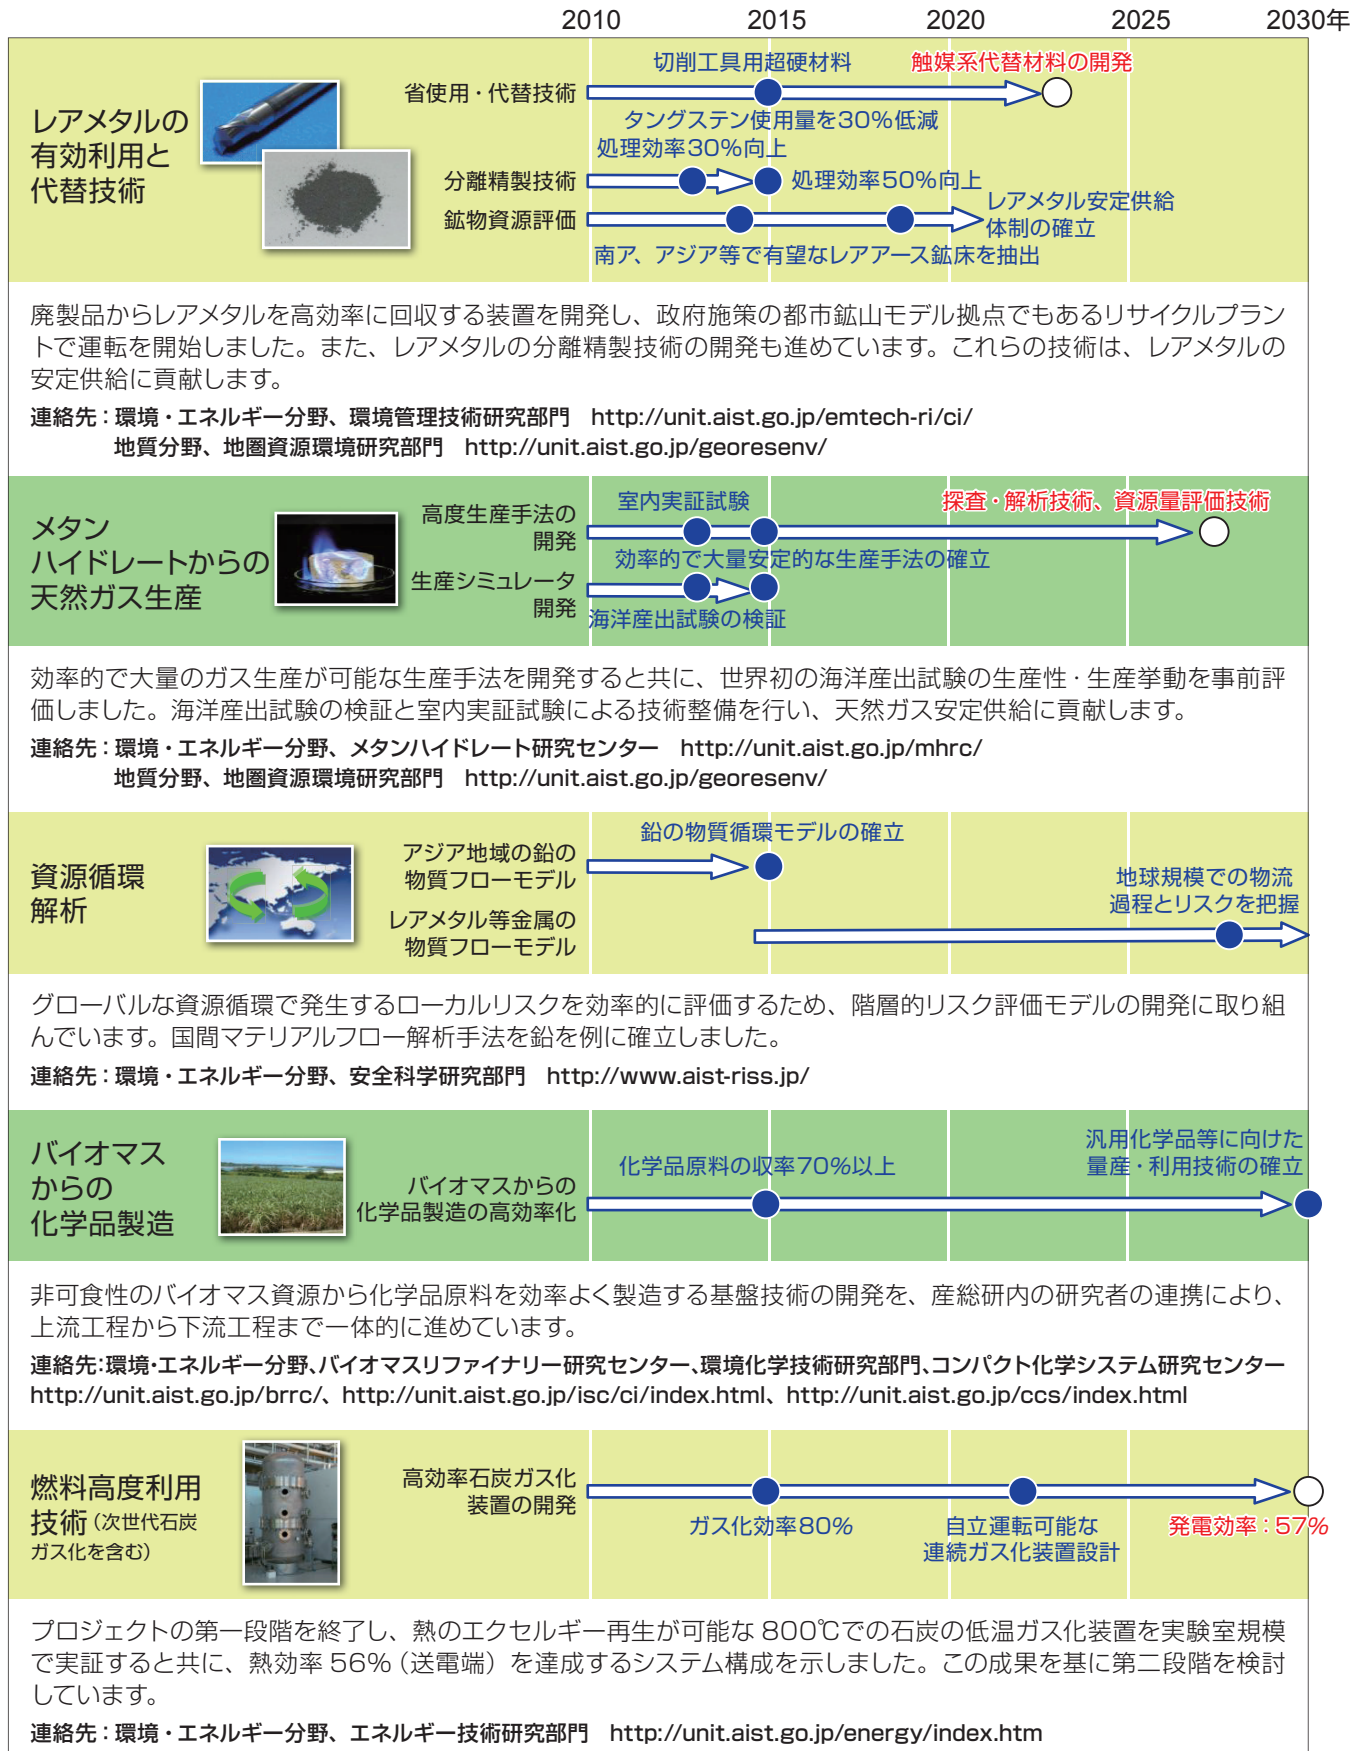 2010 2015 2020 2025 2030年
レアメタルの
有効利用と
代替技術
省使用・代替技術
切削工具用超硬材料
触媒系代替材料の開発
タングステン使用量を30%低減
処理効率30%向上
分離精製技術
処理効率50%向上
鉱物資源評価
レアメタル安定供給
体制の確立
南ア、アジア等で有望なレアアース鉱床を抽出
廃製品からレアメタルを高効率に回収する装置を開発し、政府施策の都市鉱山モデル拠点でもあるリサイクルプラン
トで運転を開始しました。また、レアメタルの分離精製技術の開発も進めています。これらの技術は、レアメタルの
安定供給に貢献します。
連絡先：環境・エネルギー分野、環境管理技術研究部門　http://unit.aist.go.jp/emtech-ri/ci/
地質分野、地圏資源環境研究部門　http://unit.aist.go.jp/georesenv/
メタン
ハイドレートからの
天然ガス生産
高度生産手法の
開発
室内実証試験
探査・解析技術、資源量評価技術
効率的で大量安定的な生産手法の確立
生産シミュレータ
開発
海洋産出試験の検証
効率的で大量のガス生産が可能な生産手法を開発すると共に、世界初の海洋産出試験の生産性・生産挙動を事前評
価しました。海洋産出試験の検証と室内実証試験による技術整備を行い、天然ガス安定供給に貢献します。
連絡先：環境・エネルギー分野、メタンハイドレート研究センター　http://unit.aist.go.jp/mhrc/
地質分野、地圏資源環境研究部門　http://unit.aist.go.jp/georesenv/
資源循環
解析
アジア地域の鉛の
物質フローモデル
鉛の物質循環モデルの確立
レアメタル等金属の
物質フローモデル
地球規模での物流
過程とリスクを把握
グローバルな資源循環で発生するローカルリスクを効率的に評価するため、階層的リスク評価モデルの開発に取り組
んでいます。国間マテリアルフロー解析手法を鉛を例に確立しました。
連絡先：環境・エネルギー分野、安全科学研究部門　http://www.aist-riss.jp/
バイオマス
からの
化学品製造
バイオマスからの
化学品製造の高効率化
化学品原料の収率70%以上
汎用化学品等に向けた
量産・利用技術の確立
非可食性のバイオマス資源から化学品原料を効率よく製造する基盤技術の開発を、産総研内の研究者の連携により、
上流工程から下流工程まで一体的に進めています。
連絡先:環境・エネルギー分野、バイオマスリファイナリー研究センター、環境化学技術研究部門、コンパクト化学システム研究センター
http://unit.aist.go.jp/brrc/、http://unit.aist.go.jp/isc/ci/index.html、http://unit.aist.go.jp/ccs/index.html
燃料高度利用
技術（次世代石炭
ガス化を含む）
高効率石炭ガス化
装置の開発
ガス化効率80%
自立運転可能な
連続ガス化装置設計
発電効率：57%
プロジェクトの第一段階を終了し、熱のエクセルギー再生が可能な 800℃での石炭の低温ガス化装置を実験室規模
で実証すると共に、熱効率 56%（送電端）を達成するシステム構成を示しました。この成果を基に第二段階を検討
しています。
連絡先：環境・エネルギー分野、エネルギー技術研究部門　http://unit.aist.go.jp/energy/index.htm